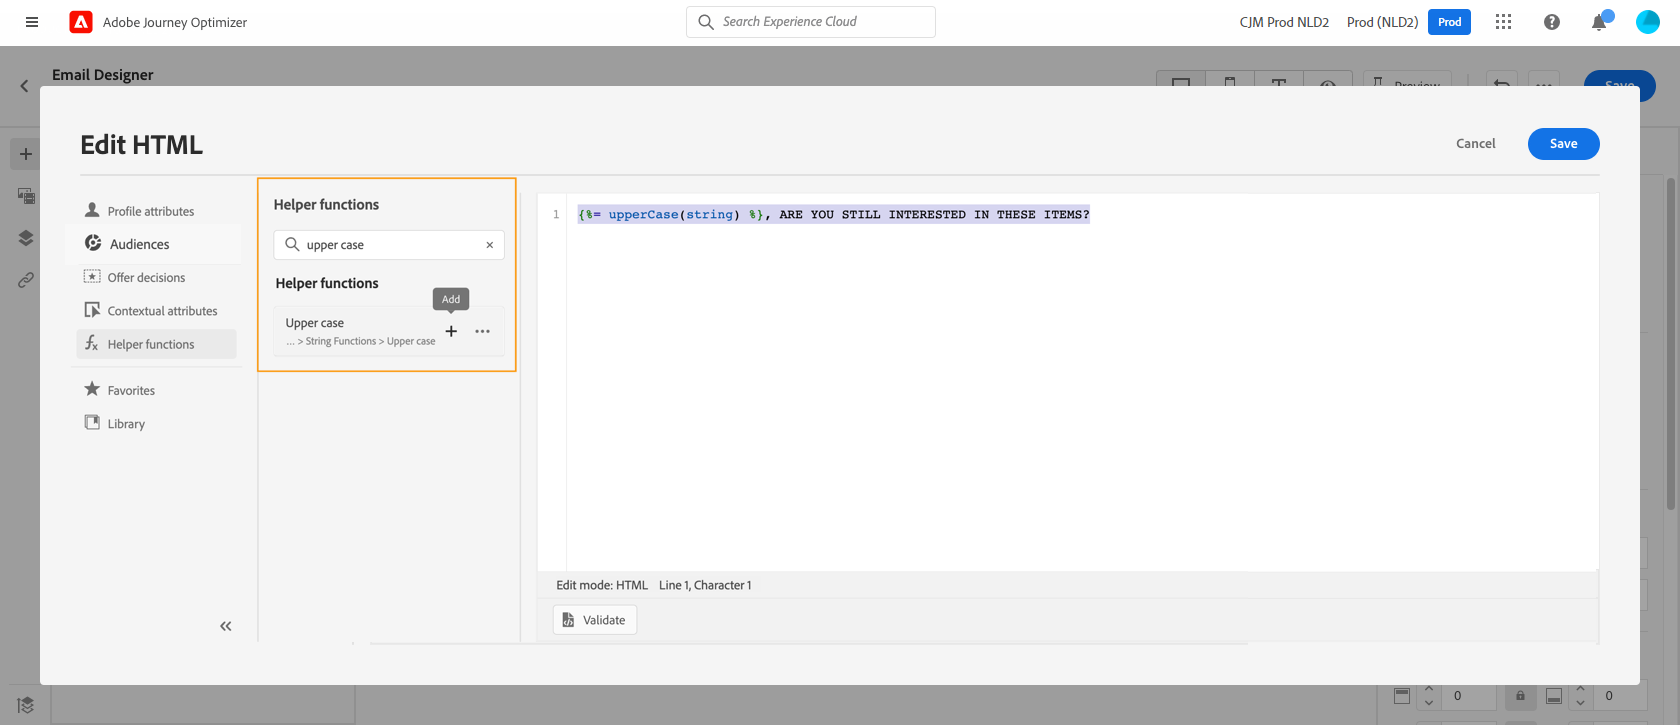 Adobe Journey Optimizer
Search Experience Cloud
CJM Prod NLD2
Prod (NLD2)
Prod
Email Designer
Preview
Save
Edit HTML
Cancel
Save
Profile attributes
Audiences
Offer decisions
Contextual attributes
Helper functions
Favorites
Library
Helper functions
upper case
Helper functions
Add
Upper case
... > String Functions > Upper case
1
{%= upperCase(string) %}, ARE YOU STILL INTERESTED IN THESE ITEMS?
Edit mode: HTML Line 1, Character 1
Validate
0
0